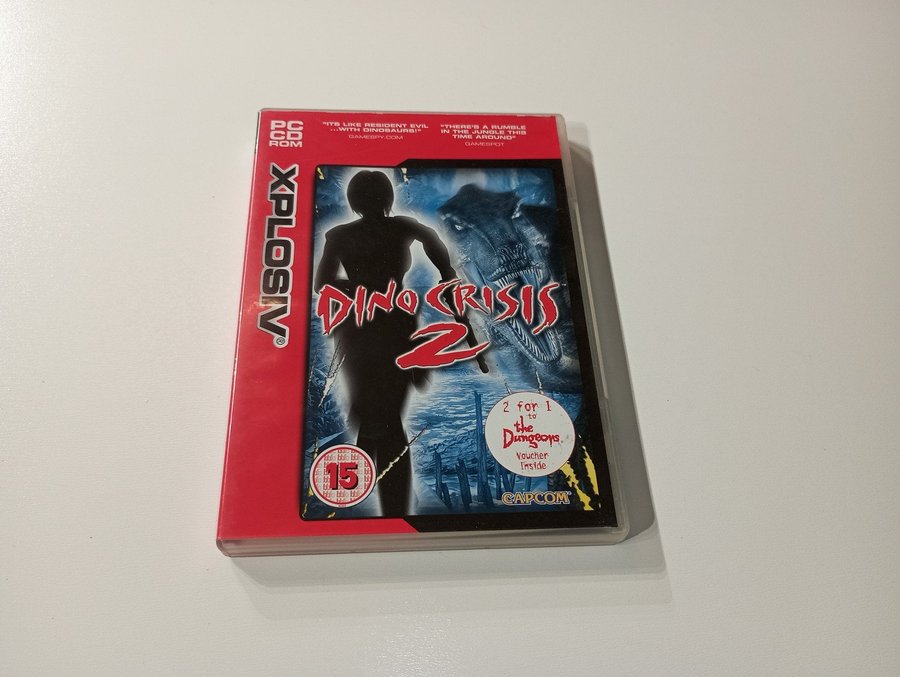 PC
CD
ROM
XPLOSIV®
"ITS LIKE RESIDENT EVIL
...WITH DINOSAURS!"
GAMESPY.COM
"THERE'S A RUMBLE
IN THE JUNGLE THIS
TIME AROUND"
GAMESPOT
DINO CRISIS
2
2 for 1
to
the
Dungeons
Voucher
Inside
15
CAPCOM®